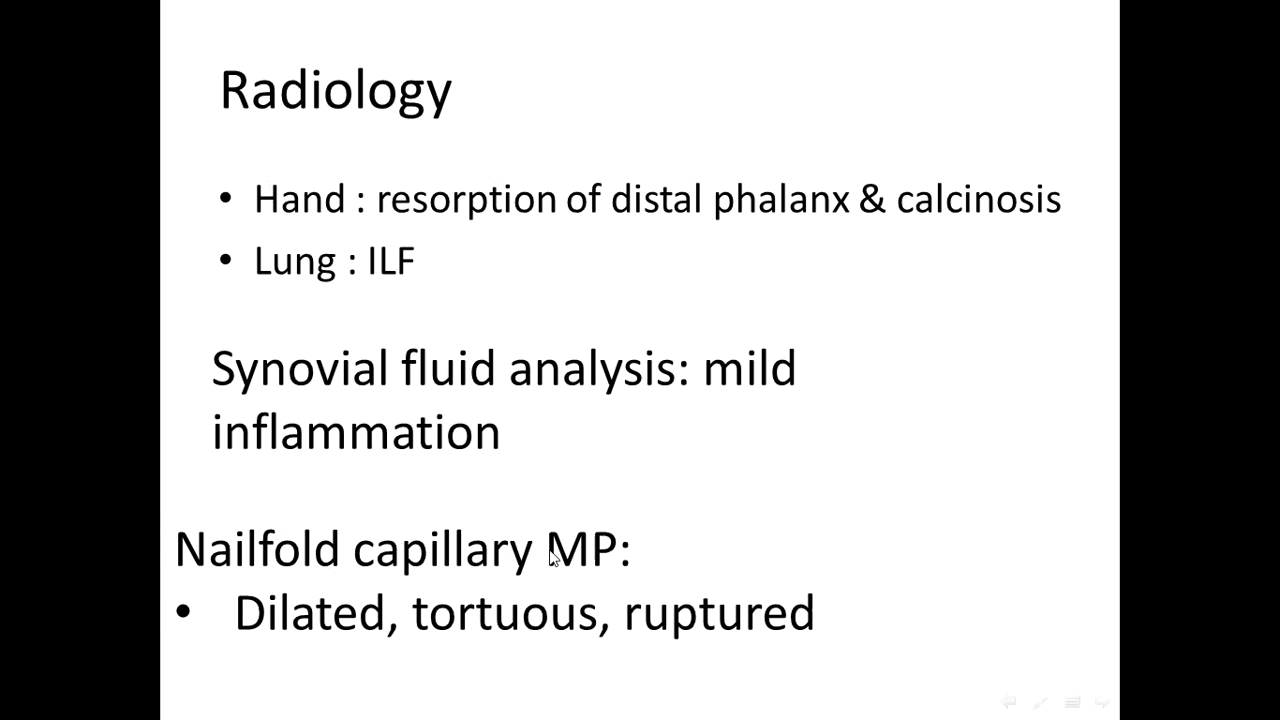 Radiology
• Hand : resorption of distal phalanx & calcinosis
• Lung : ILF
Synovial fluid analysis: mild
inflammation
Nailfold capillary MP:
• Dilated, tortuous, ruptured